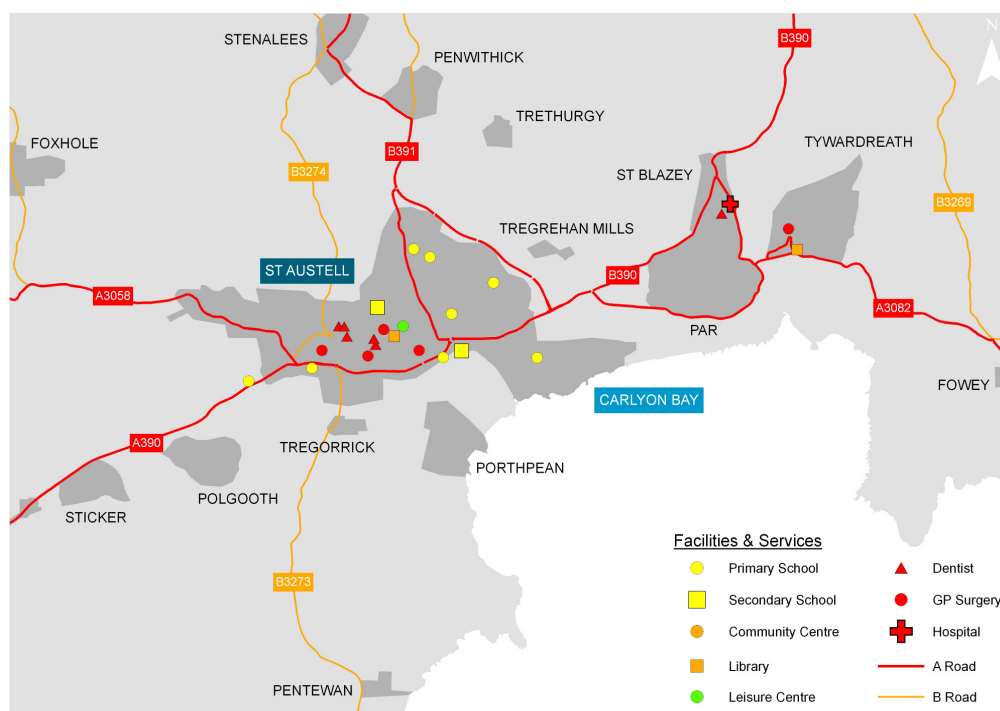 N
B390
STENALEES
PENWITHICK
TRETHURGY
TYWARDREATH
FOXHOLE
B391
B3274
ST BLAZEY
B3269
TREGREHAN MILLS
ST AUSTELL
B390
A3058
A3082
PAR
FOWEY
CARLYON BAY
A390
TREGORRICK
PORTHPEAN
POLGOOTH
STICKER
B3273
PENTEWAN
Facilities & Services
Primary School
Secondary School
Community Centre
Library
Leisure Centre
Dentist
GP Surgery
Hospital
A Road
B Road